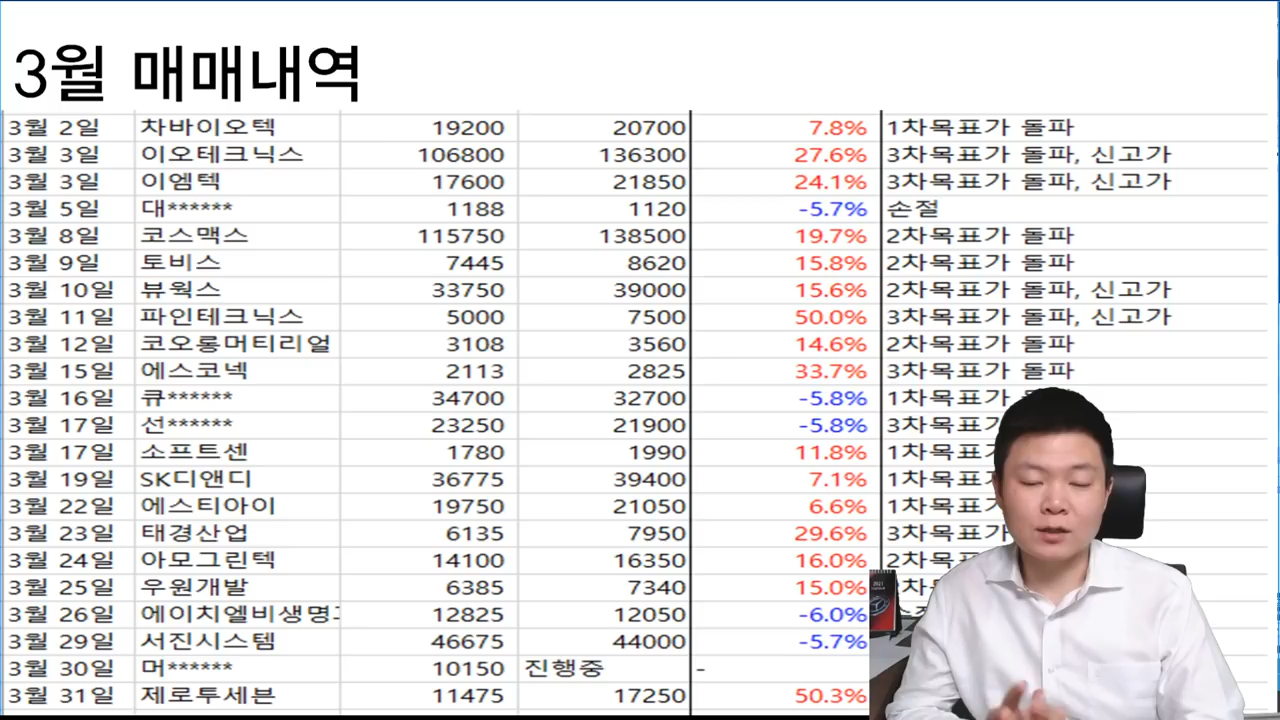 3월 매매내역
3월 2일 차바이오텍 19200 20700 7.8% 1차목표가 돌파
3월 3일 이오테크닉스 106800 136300 27.6% 3차목표가 돌파, 신고가
3월 3일 이엠텍 17600 21850 24.1% 3차목표가 돌파, 신고가
3월 5일 대****** 1188 1120 -5.7% 손절
3월 8일 코스맥스 115750 138500 19.7% 2차목표가 돌파
3월 9일 토비스 7445 8620 15.8% 2차목표가 돌파
3월 10일 뷰웍스 33750 39000 15.6% 2차목표가 돌파, 신고가
3월 11일 파인테크닉스 5000 7500 50.0% 3차목표가 돌파, 신고가
3월 12일 코오롱머티리얼 3108 3560 14.6% 2차목표가 돌파
3월 15일 에스코넥 2113 2825 33.7% 3차목표가 돌파
3월 16일 큐****** 34700 32700 -5.8% 1차목표가
3월 17일 선****** 23250 21900 -5.8% 3차목표
3월 17일 소프트센 1780 1990 11.8% 1차목표
3월 19일 SK디앤디 36775 39400 7.1% 1차목표
3월 22일 에스티아이 19750 21050 6.6% 1차목표
3월 23일 태경산업 6135 7950 29.6% 3차목표
3월 24일 아모그린텍 14100 16350 16.0% 2차목표
3월 25일 우원개발 6385 7340 15.0%
3월 26일 에이치엘비생명 12825 12050 -6.0%
3월 29일 서진시스템 46675 44000 -5.7%
3월 30일 머****** 10150 진행중 -
3월 31일 제로투세븐 11475 17250 50.3%